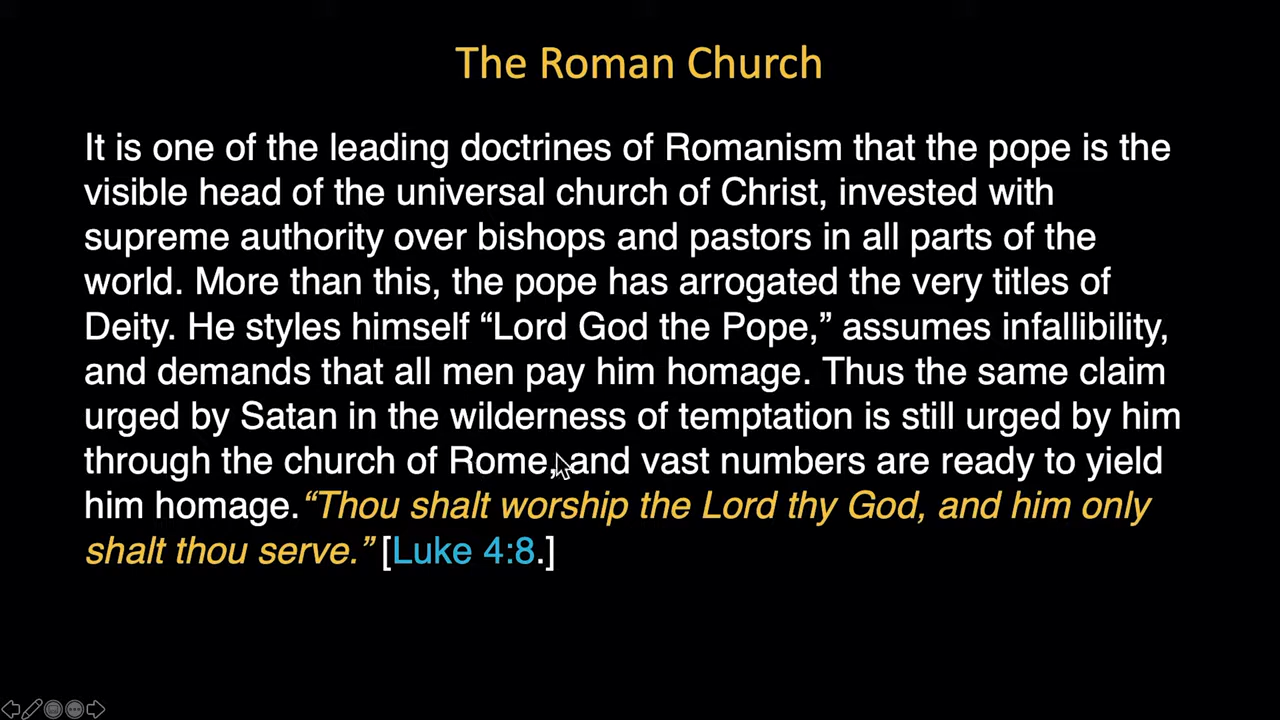 The Roman Church
It is one of the leading doctrines of Romanism that the pope is the
visible head of the universal church of Christ, invested with
supreme authority over bishops and pastors in all parts of the
world. More than this, the pope has arrogated the very titles of
Deity. He styles himself “Lord God the Pope,” assumes infallibility,
and demands that all men pay him homage. Thus the same claim
urged by Satan in the wilderness of temptation is still urged by him
through the church of Rome, and vast numbers are ready to yield
him homage. “Thou shalt worship the Lord thy God, and him only
shalt thou serve.” [Luke 4:8.]